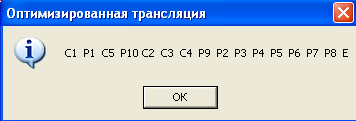 Оптимизированная трансляция
C1 P1 C5 P10 C2 C3 C4 P9 P2 P3 P4 P5 P6 P7 P8 E
OK